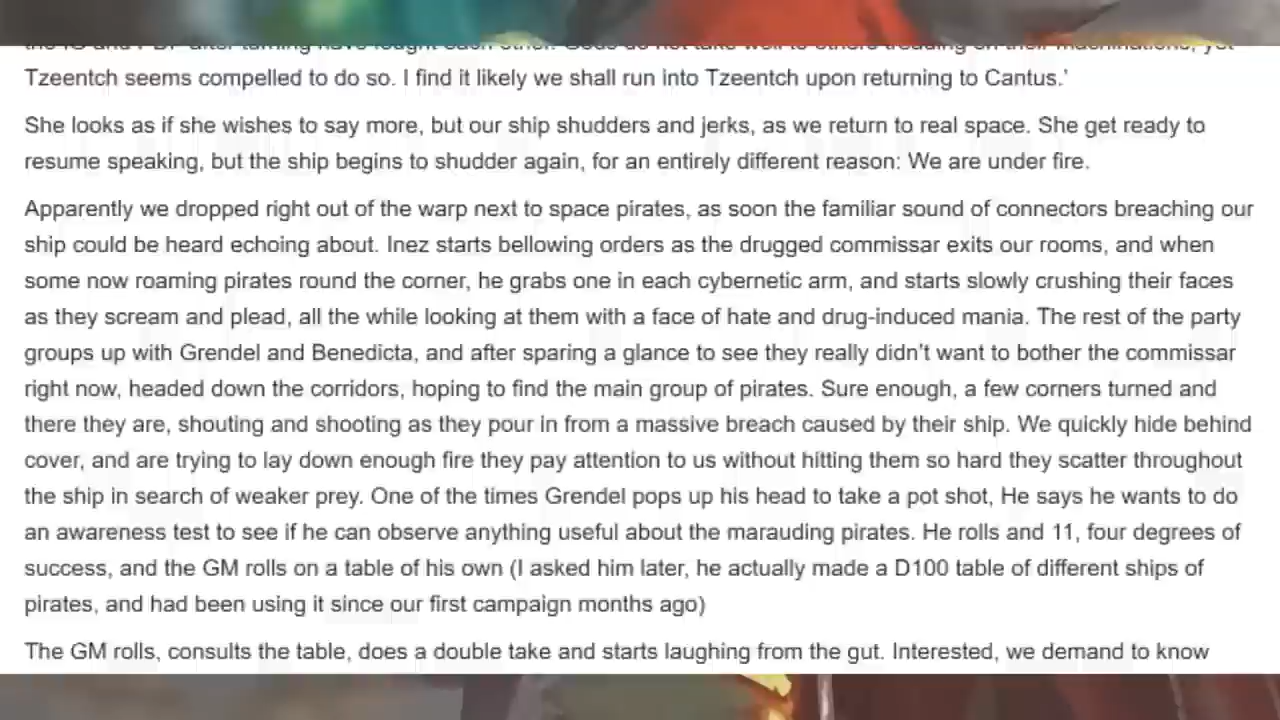 Tzeentch seems compelled to do so. I find it likely we shall run into Tzeentch upon returning to Cantus.'
She looks as if she wishes to say more, but our ship shudders and jerks, as we return to real space. She get ready to
resume speaking, but the ship begins to shudder again, for an entirely different reason: We are under fire.
Apparently we dropped right out of the warp next to space pirates, as soon the familiar sound of connectors breaching our
ship could be heard echoing about. Inez starts bellowing orders as the drugged commissar exits our rooms, and when
some now roaming pirates round the corner, he grabs one in each cybernetic arm, and starts slowly crushing their faces
as they scream and plead, all the while looking at them with a face of hate and drug-induced mania. The rest of the party
groups up with Grendel and Benedicta, and after sparing a glance to see they really didn't want to bother the commissar
right now, headed down the corridors, hoping to find the main group of pirates. Sure enough, a few corners turned and
there they are, shouting and shooting as they pour in from a massive breach caused by their ship. We quickly hide behind
cover, and are trying to lay down enough fire they pay attention to us without hitting them so hard they scatter throughout
the ship in search of weaker prey. One of the times Grendel pops up his head to take a pot shot, He says he wants to do
an awareness test to see if he can observe anything useful about the marauding pirates. He rolls and 11, four degrees of
success, and the GM rolls on a table of his own (I asked him later, he actually made a D100 table of different ships of
pirates, and had been using it since our first campaign months ago)
The GM rolls, consults the table, does a double take and starts laughing from the gut. Interested, we demand to know